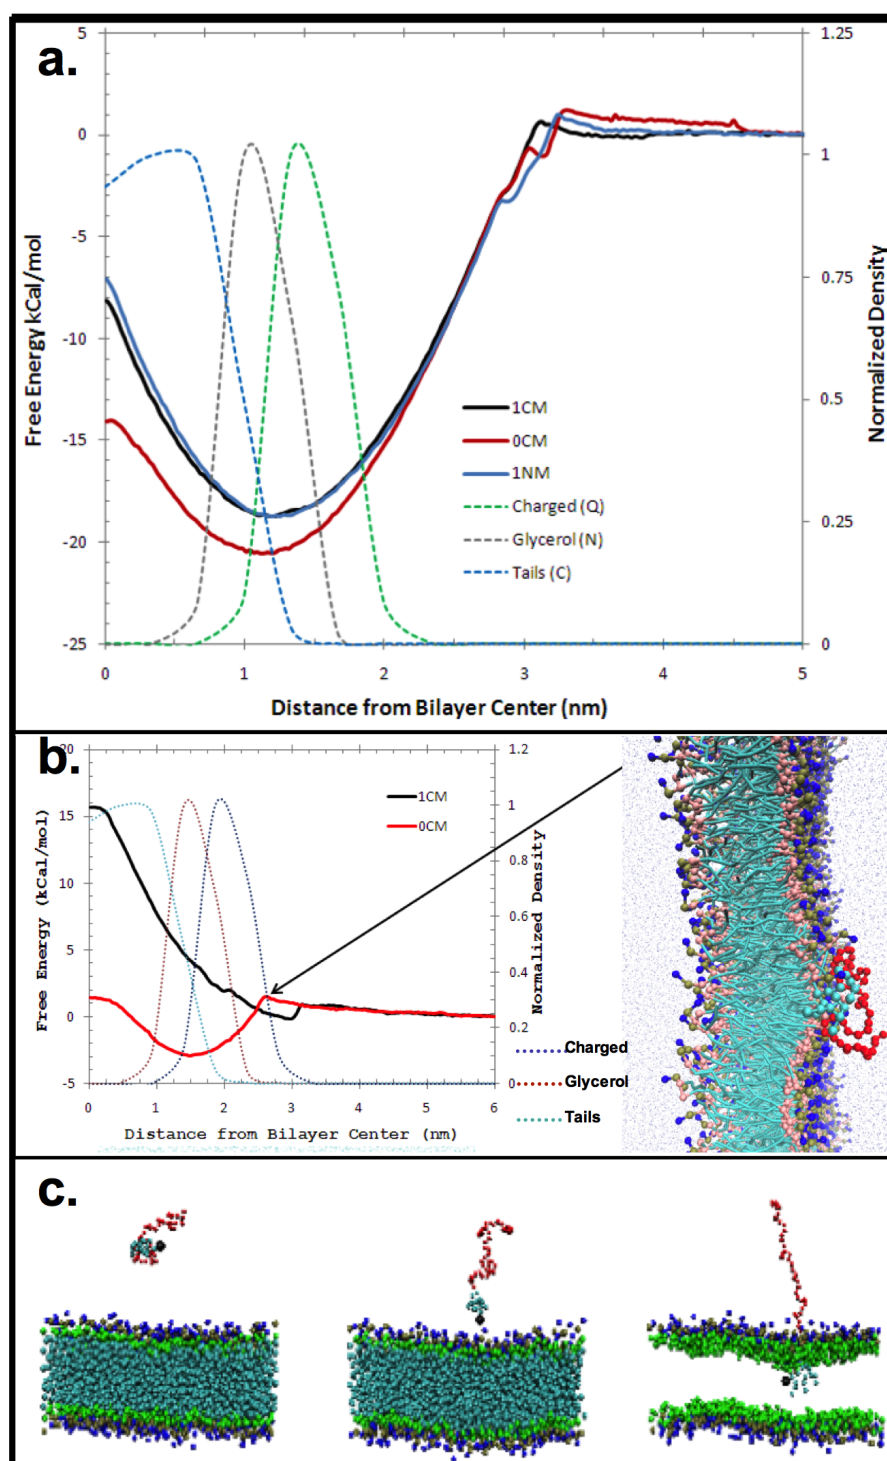 a.
5
0
-5
-10
-15
-20
-25
Free Energy kCal/mol
1.25
1
0.75
0.5
0.25
0
Normalized Density
1CM
0CM
1NM
Charged (Q)
Glycerol (N)
Tails (C)
0 1 2 3 4 5
Distance from Bilayer Center (nm)
b.
20
15
10
5
0
-5
Free Energy (kCal/mol)
1.2
1
0.8
0.6
0.4
0.2
0
Normalized Density
1CM
0CM
Charged
Glycerol
Tails
0 1 2 3 4 5 6
Distance from Bilayer Center (nm)
c.